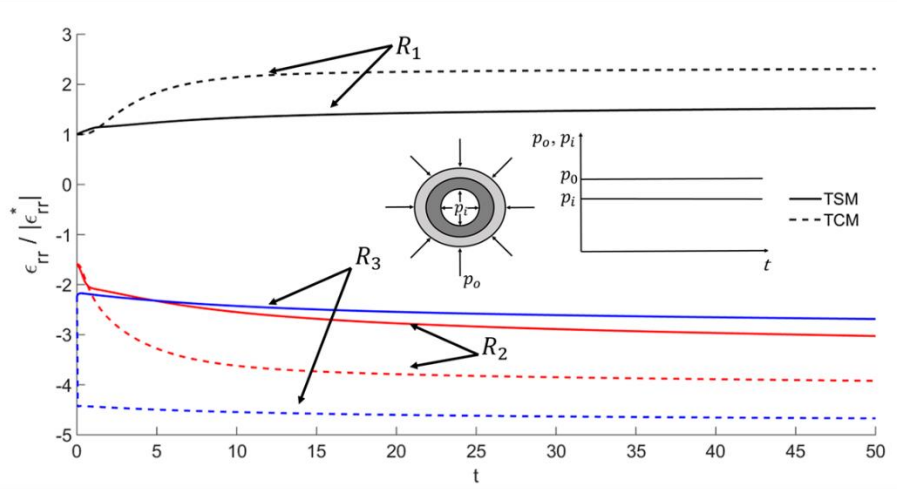 3
2
1
0
-1
-2
-3
-4
-5
ϵrr / |ϵ*rr|
R1
R3
R2
pi
po
po, pi
p0
pi
t
TSM
TCM
0 5 10 15 20 25 30 35 40 45 50
t